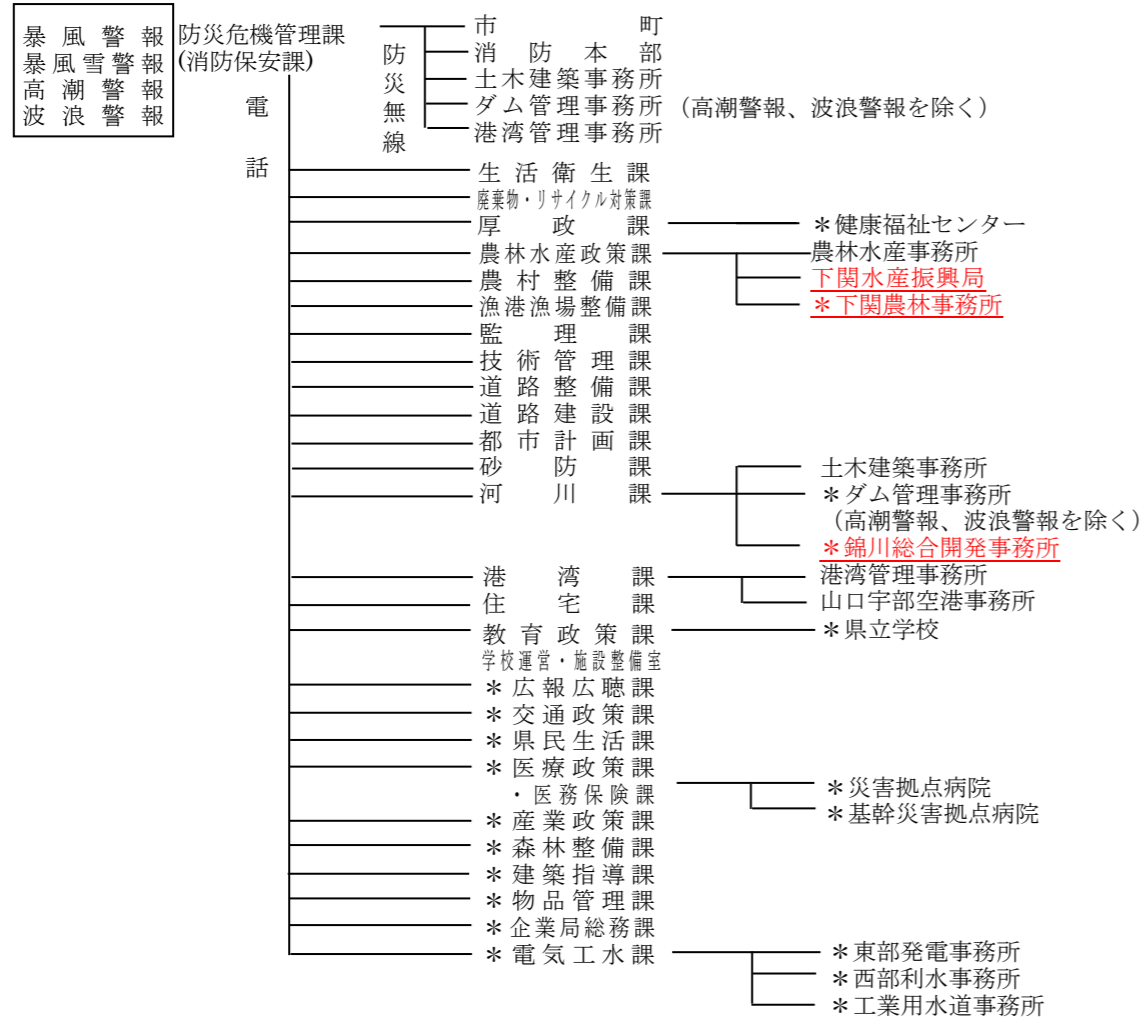 暴風警報
暴風雪警報
高潮警報
波浪警報
防災危機管理課
(消防保安課)
電話
防災無線
市町
消防本部
土木建築事務所
ダム管理事務所（高潮警報、波浪警報を除く）
港湾管理事務所
生活衛生課
廃棄物・リサイクル対策課
厚政課
＊健康福祉センター
農林水産政策課
農林水産事務所
下関水産振興局
＊下関農林事務所
農村整備課
漁港漁場整備課
監理課
技術管理課
道路整備課
道路建設課
都市計画課
砂防課
河川課
土木建築事務所
＊ダム管理事務所
（高潮警報、波浪警報を除く）
＊錦川総合開発事務所
港湾課
港湾管理事務所
山口宇部空港事務所
住宅課
教育政策課
＊県立学校
学校運営・施設整備室
＊広報広聴課
＊交通政策課
＊県民生活課
＊医療政策課
・医務保険課
＊災害拠点病院
＊基幹災害拠点病院
＊産業政策課
＊森林整備課
＊建築指導課
＊物品管理課
＊企業局総務課
＊電気工水課
＊東部発電事務所
＊西部利水事務所
＊工業用水道事務所